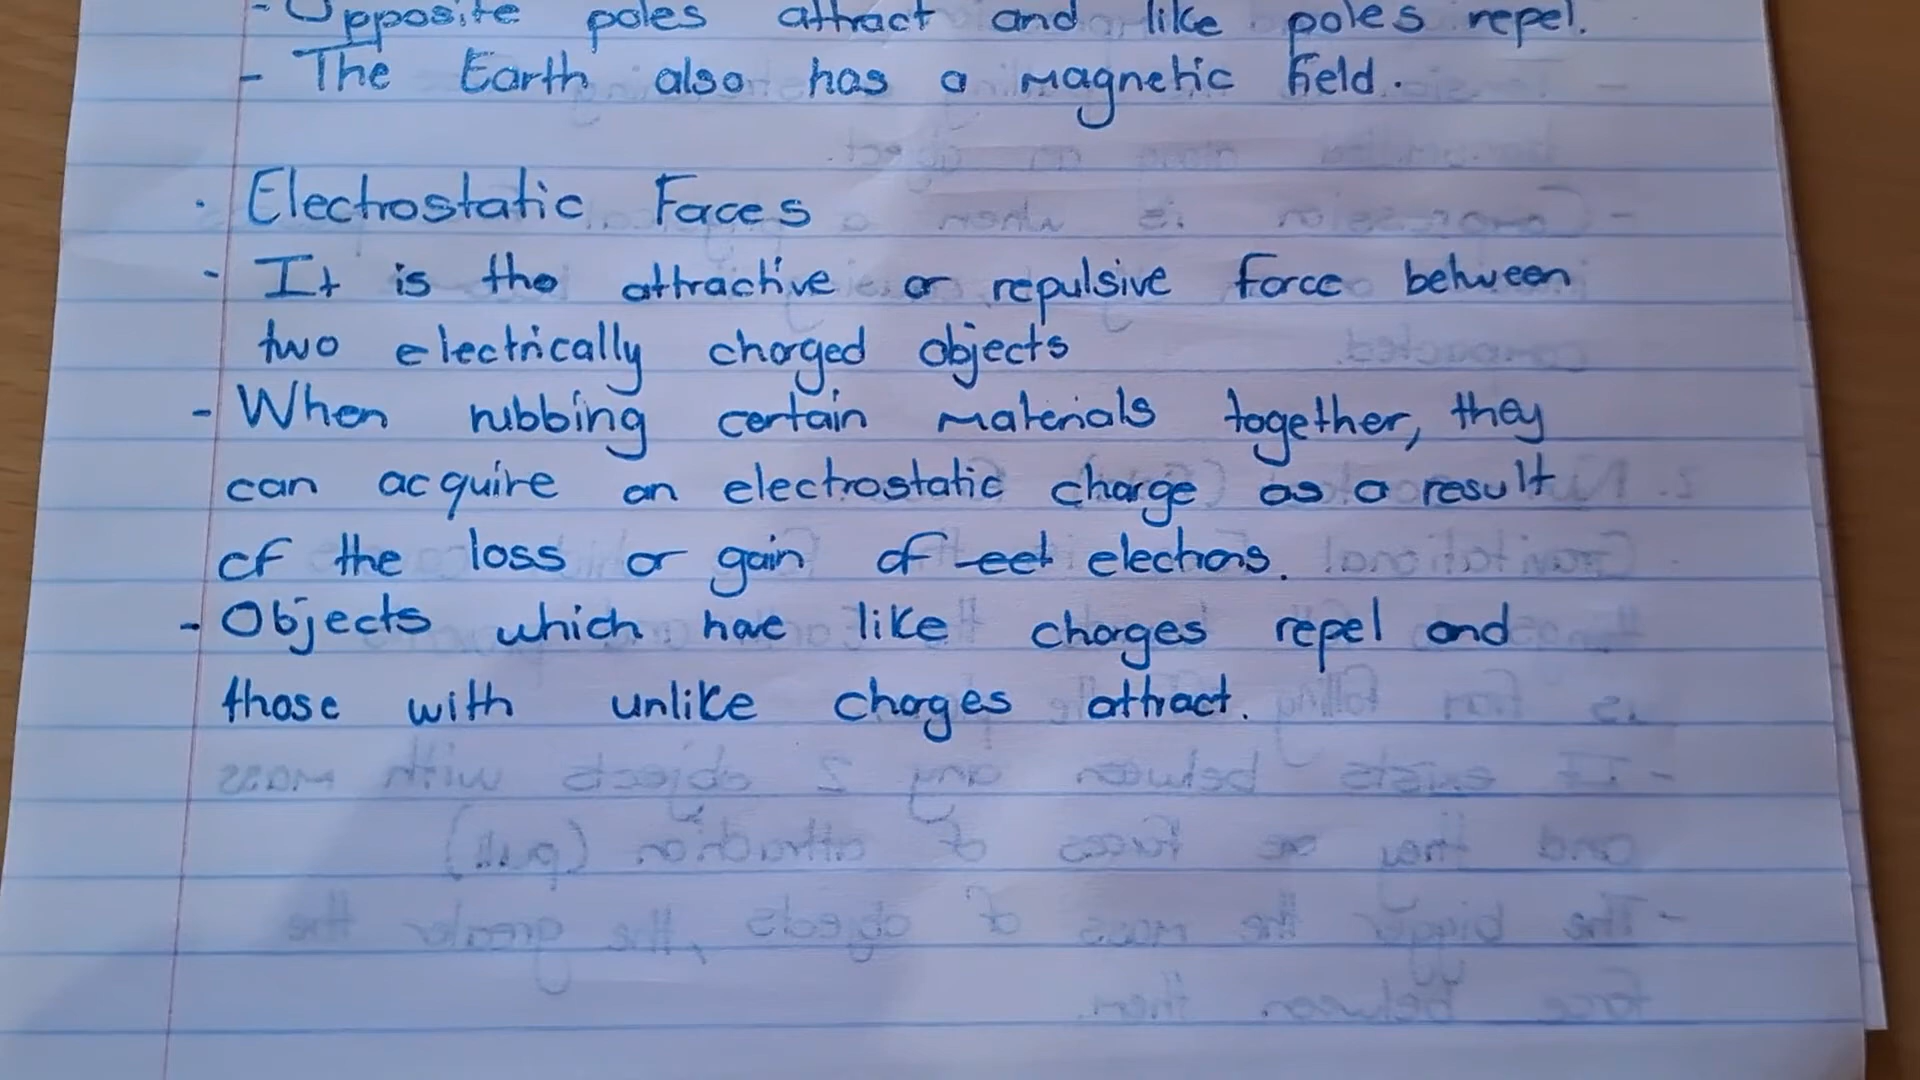 - Opposite poles attract and like poles repel.
- The Earth also has a magnetic field.
· Electrostatic Faces
- It is the attractive or repulsive force between
two electrically charged objects
- When rubbing certain materials together, they
can acquire an electrostatic charge as a result
of the loss or gain of eel electrons.
- Objects which have like charges repel and
those with unlike charges attract.